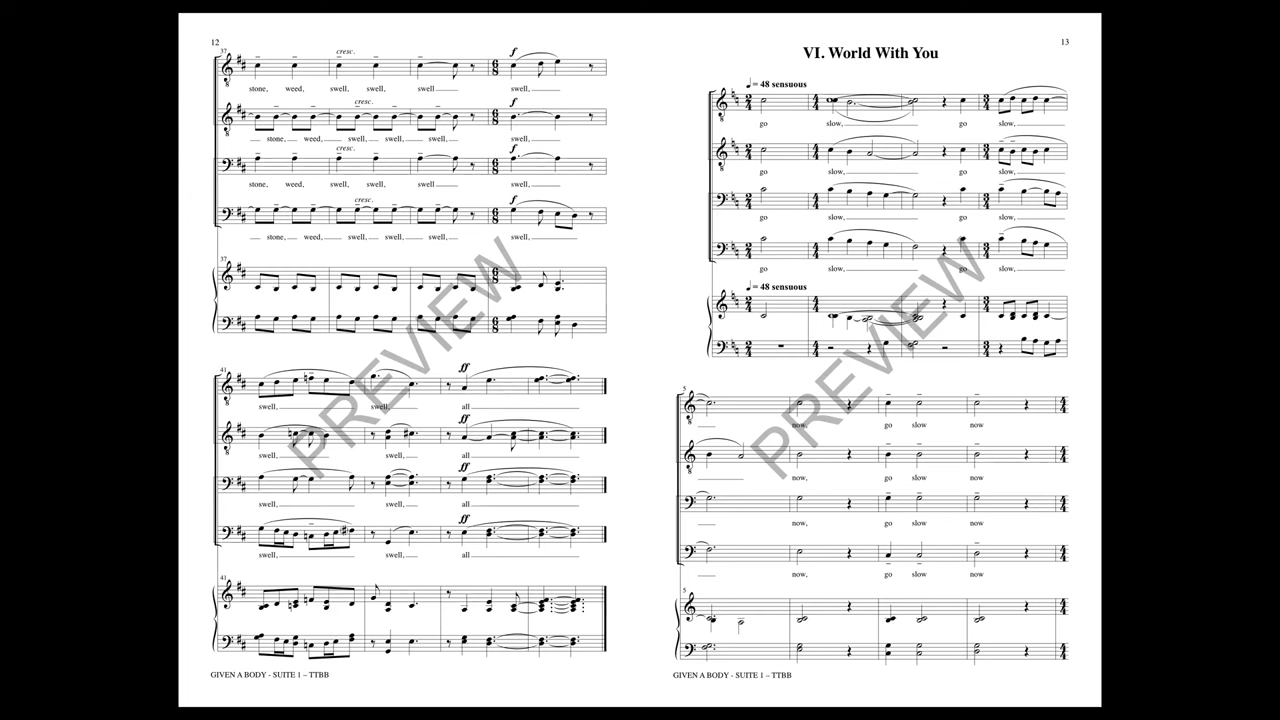 12
37
cresc.
f
stone, weed, swell, swell, swell swell,
cresc.
f
stone, weed, swell, swell, swell, swell,
cresc.
f
stone, weed, swell, swell, swell swell,
cresc.
f
stone, weed, swell, swell, swell, swell,
37
PREVIEW
41
ff
swell, swell, all
ff
swell, swell, all
ff
swell, swell, all
ff
swell, swell, all
41
GIVEN A BODY - SUITE 1 – TTBB
13
VI. World With You
♩ = 48 sensuous
go slow, go slow,
go slow, go slow,
go slow, go slow,
go slow, go slow,
♩ = 48 sensuous
PREVIEW
5
now, go slow now
now, go slow now
now, go slow now
now, go slow now
5
GIVEN A BODY - SUITE 1 – TTBB